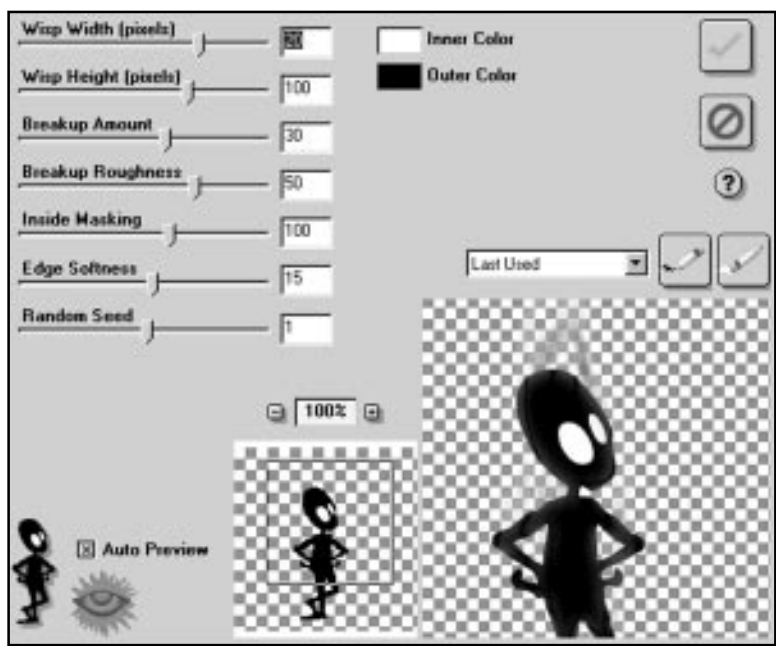 Wisp Width (pixels)
Wisp Height (pixels)
100
Breakup Amount
30
Breakup Roughness
50
Inside Masking
100
Edge Softness
15
Random Seed
1
Inner Color
Outer Color
?
Last Used
100%
Auto Preview